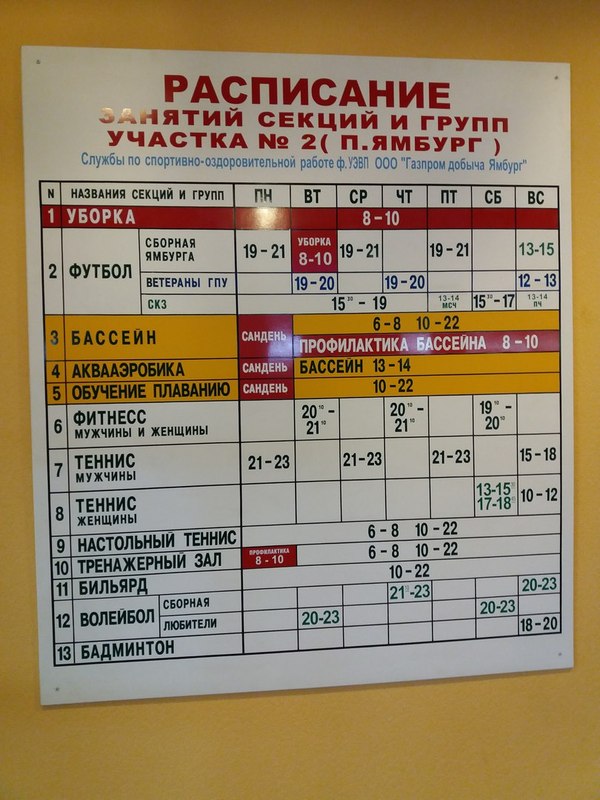 РАСПИСАНИЕ
ЗАНЯТИЙ СЕКЦИЙ И ГРУПП
УЧАСТКА № 2( П.ЯМБУРГ )
Службы по спортивно-оздоровительной работе ф.УЭВП ООО "Газпром добыча Ямбург"
N НАЗВАНИЯ СЕКЦИЙ И ГРУПП ПН ВТ СР ЧТ ПТ СБ ВС
1 УБОРКА 8-10
2 ФУТБОЛ
СБОРНАЯ ЯМБУРГА 19-21 УБОРКА 8-10 19-21 19-21 13-15
ВЕТЕРАНЫ ГПУ 19-20 19-20 12-13
СКЗ 15³⁰ - 19 13-14 МСЧ 15³⁰-17 13-14 ПЧ
3 БАССЕЙН САНДЕНЬ 6-8 10-22
ПРОФИЛАКТИКА БАССЕЙНА 8-10
4 АКВААЭРОБИКА САНДЕНЬ БАССЕЙН 13-14
5 ОБУЧЕНИЕ ПЛАВАНИЮ САНДЕНЬ 10-22
6 ФИТНЕСС 20¹⁰ - 20¹⁰ - 19¹⁰ -
МУЖЧИНЫ И ЖЕНЩИНЫ 21¹⁰ 21¹⁰ 20¹⁰
7 ТЕННИС 21-23 21-23 21-23 15-18
МУЖЧИНЫ
8 ТЕННИС 13-15 10-12
ЖЕНЩИНЫ 17-18
9 НАСТОЛЬНЫЙ ТЕННИС 6-8 10-22
10 ТРЕНАЖЕРНЫЙ ЗАЛ ПРОФИЛАКТИКА 8-10 6-8 10-22
11 БИЛЬЯРД 10-22
12 ВОЛЕЙБОЛ
СБОРНАЯ 21 -23 20-23
ЛЮБИТЕЛИ 20-23 20-23
13 БАДМИНТОН 18-20